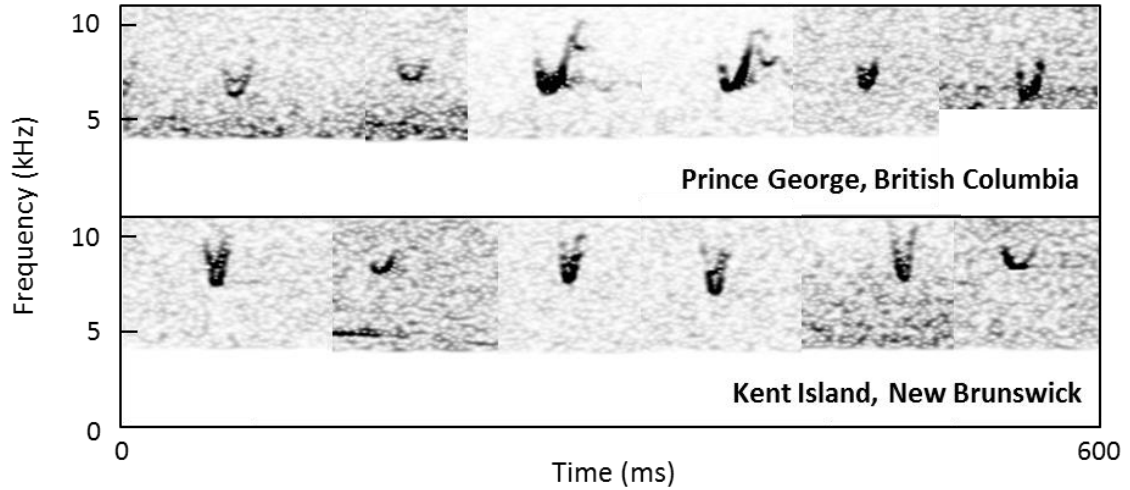 10
5
Prince George, British Columbia
Frequency (kHz)
10
5
Kent Island, New Brunswick
0
0
600
Time (ms)